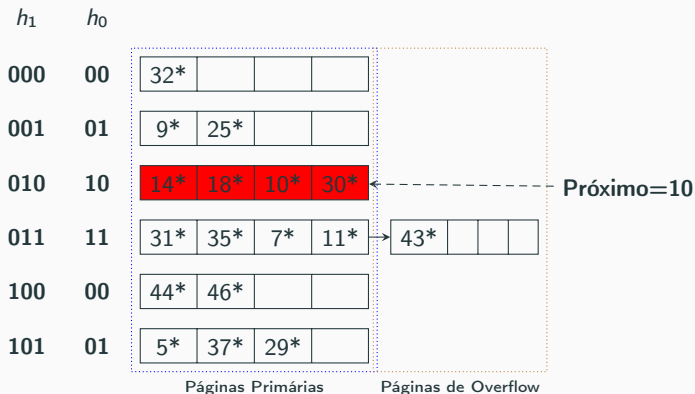 h₁ h₀
000 00 32*
001 01 9* 25*
010 10 14* 18* 10* 30* Próximo=10
011 11 31* 35* 7* 11* 43*
100 00 44* 46*
101 01 5* 37* 29*
Páginas Primárias Páginas de Overflow